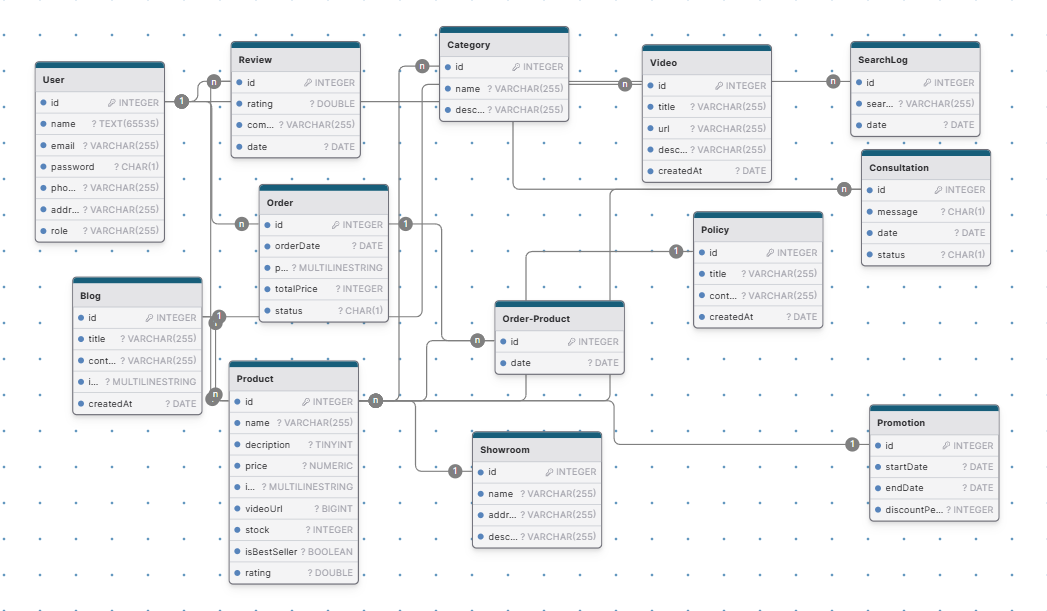 User
id INTEGER
name ? TEXT(65535)
email ? VARCHAR(255)
password ? CHAR(1)
pho... ? VARCHAR(255)
addr... ? VARCHAR(255)
role ? VARCHAR(255)
1
Review
id INTEGER
rating ? DOUBLE
com... ? VARCHAR(255)
date ? DATE
n
Category
id INTEGER
name ? VARCHAR(255)
desc... ? VARCHAR(255)
n
Video
id INTEGER
title ? VARCHAR(255)
url ? VARCHAR(255)
desc... ? VARCHAR(255)
createdAt ? DATE
n
SearchLog
id INTEGER
sear... ? VARCHAR(255)
date ? DATE
n
Consultation
id INTEGER
message ? CHAR(1)
date ? DATE
status ? CHAR(1)
n
Order
id INTEGER
orderDate ? DATE
p... ? MULTILINESTRING
totalPrice ? INTEGER
status ? CHAR(1)
n
1
Policy
id INTEGER
title ? VARCHAR(255)
cont... ? VARCHAR(255)
createdAt ? DATE
1
Blog
id INTEGER
title ? VARCHAR(255)
cont... ? VARCHAR(255)
i... ? MULTILINESTRING
createdAt ? DATE
1
Order-Product
id INTEGER
date ? DATE
n
Product
id INTEGER
name ? VARCHAR(255)
decription ? TINYINT
price ? NUMERIC
i... ? MULTILINESTRING
videoUrl ? BIGINT
stock ? INTEGER
isBestSeller ? BOOLEAN
rating ? DOUBLE
n
n
Showroom
id INTEGER
name ? VARCHAR(255)
addr... ? VARCHAR(255)
desc... ? VARCHAR(255)
1
Promotion
id INTEGER
startDate ? DATE
endDate ? DATE
discountPe... ? INTEGER
1